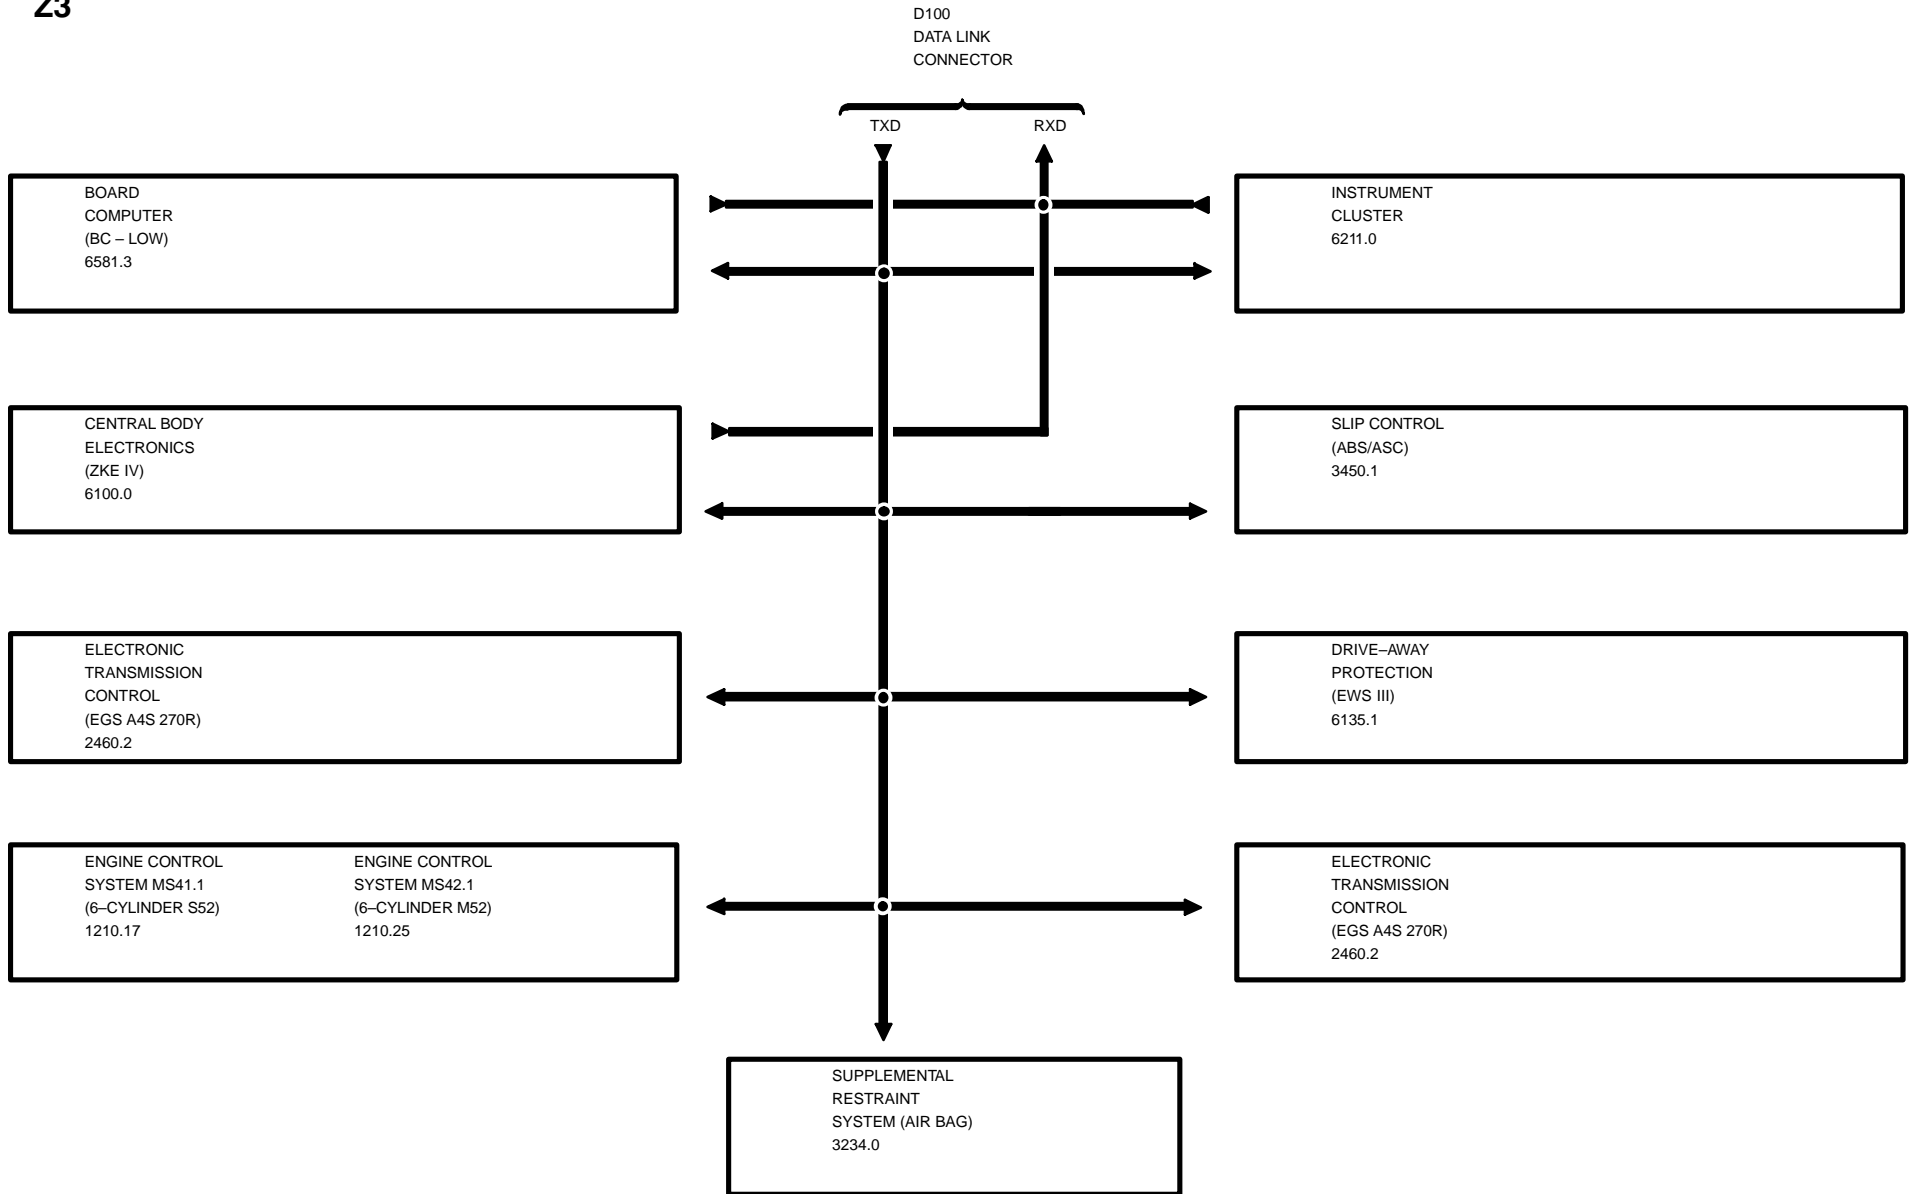 Z3
D100
DATA LINK
CONNECTOR
TXD
RXD
BOARD
COMPUTER
(BC – LOW)
6581.3
INSTRUMENT
CLUSTER
6211.0
CENTRAL BODY
ELECTRONICS
(ZKE IV)
6100.0
SLIP CONTROL
(ABS/ASC)
3450.1
ELECTRONIC
TRANSMISSION
CONTROL
(EGS A4S 270R)
2460.2
DRIVE–AWAY
PROTECTION
(EWS III)
6135.1
ENGINE CONTROL
SYSTEM MS41.1
(6–CYLINDER S52)
1210.17
ENGINE CONTROL
SYSTEM MS42.1
(6–CYLINDER M52)
1210.25
ELECTRONIC
TRANSMISSION
CONTROL
(EGS A4S 270R)
2460.2
SUPPLEMENTAL
RESTRAINT
SYSTEM (AIR BAG)
3234.0